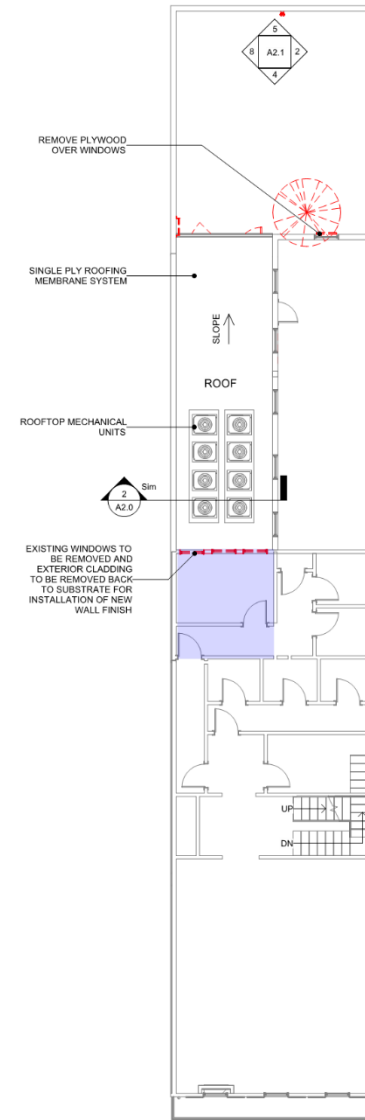 5
8
A2.1
2
4
REMOVE PLYWOOD
OVER WINDOWS
SINGLE PLY ROOFING
MEMBRANE SYSTEM
SLOPE
ROOF
ROOFTOP MECHANICAL
UNITS
Sim
2
A2.0
EXISTING WINDOWS TO
BE REMOVED AND
EXTERIOR CLADDING
TO BE REMOVED BACK
TO SUBSTRATE FOR
INSTALLATION OF NEW
WALL FINISH
UP
DN